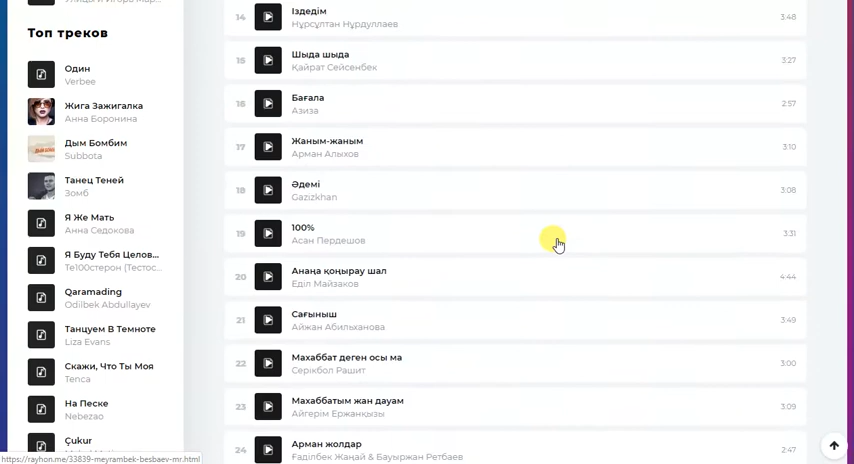 Улицы и Игорь Мар...
Топ треков
Один
Verbee
Жига Зажигалка
Анна Боронина
Дым Бомбим
Subbota
Танец Теней
Зомб
Я Же Мать
Анна Седокова
Я Буду Тебя Целов...
Те100стерон (Тестос...
Qaramading
Odilbek Abdullayev
Танцуем В Темноте
Liza Evans
Скажи, Что Ты Моя
Tenca
На Песке
Nebezao
Çukur
14 Іздедім 3:48
Нұрсұлтан Нұрдуллаев
15 Шыда шыда 3:27
Қайрат Сейсенбек
16 Бағала 2:57
Азиза
17 Жаным-жаным 3:10
Арман Алыхов
18 Әдемі 3:08
Gazizkhan
19 100% 3:31
Асан Пердешов
20 Анаңа қоңырау шал 4:44
Еділ Майзаков
21 Сағыныш 3:49
Айжан Абильханова
22 Махаббат деген осы ма 3:00
Серікбол Рашит
23 Махаббатым жан дауам 3:09
Айгерім Ержанқызы
24 Арман жолдар 2:47
Ғаділбек Жаңай & Бауыржан Ретбаев
https://rayhon.me/33839-meyrambek-besbaev-mr.html